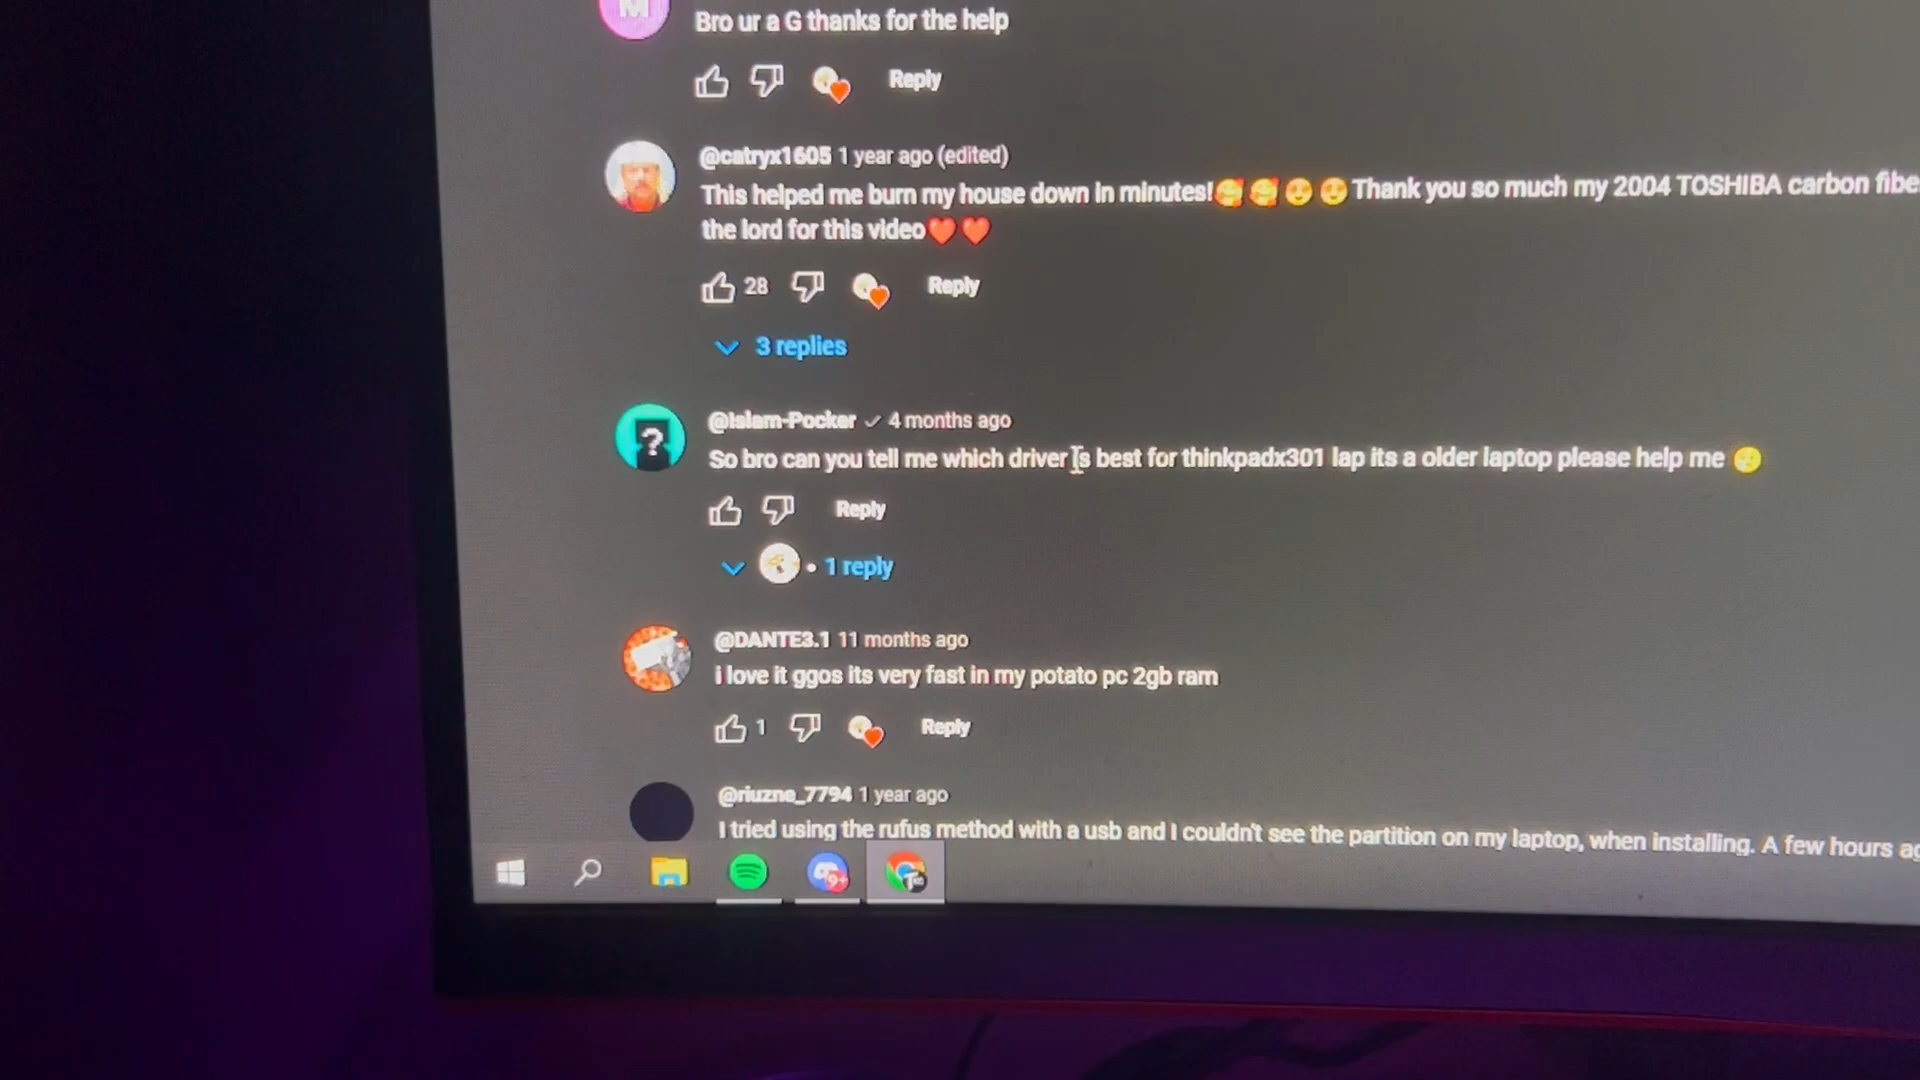 M
Bro ur a G thanks for the help
Reply
@catryx1605 1 year ago (edited)
This helped me burn my house down in minutes!🥰🥰😍😍 Thank you so much my 2004 TOSHIBA carbon fibe
the lord for this video❤️❤️
28 Reply
3 replies
@Islam-Pocker 4 months ago
So bro can you tell me which driver is best for thinkpadx301 lap its a older laptop please help me 🥲
Reply
• 1 reply
@DANTE3.1 11 months ago
i love it ggos its very fast in my potato pc 2gb ram
1 Reply
@riuzne_7794 1 year ago
I tried using the rufus method with a usb and I couldn't see the partition on my laptop, when installing. A few hours ag
9+